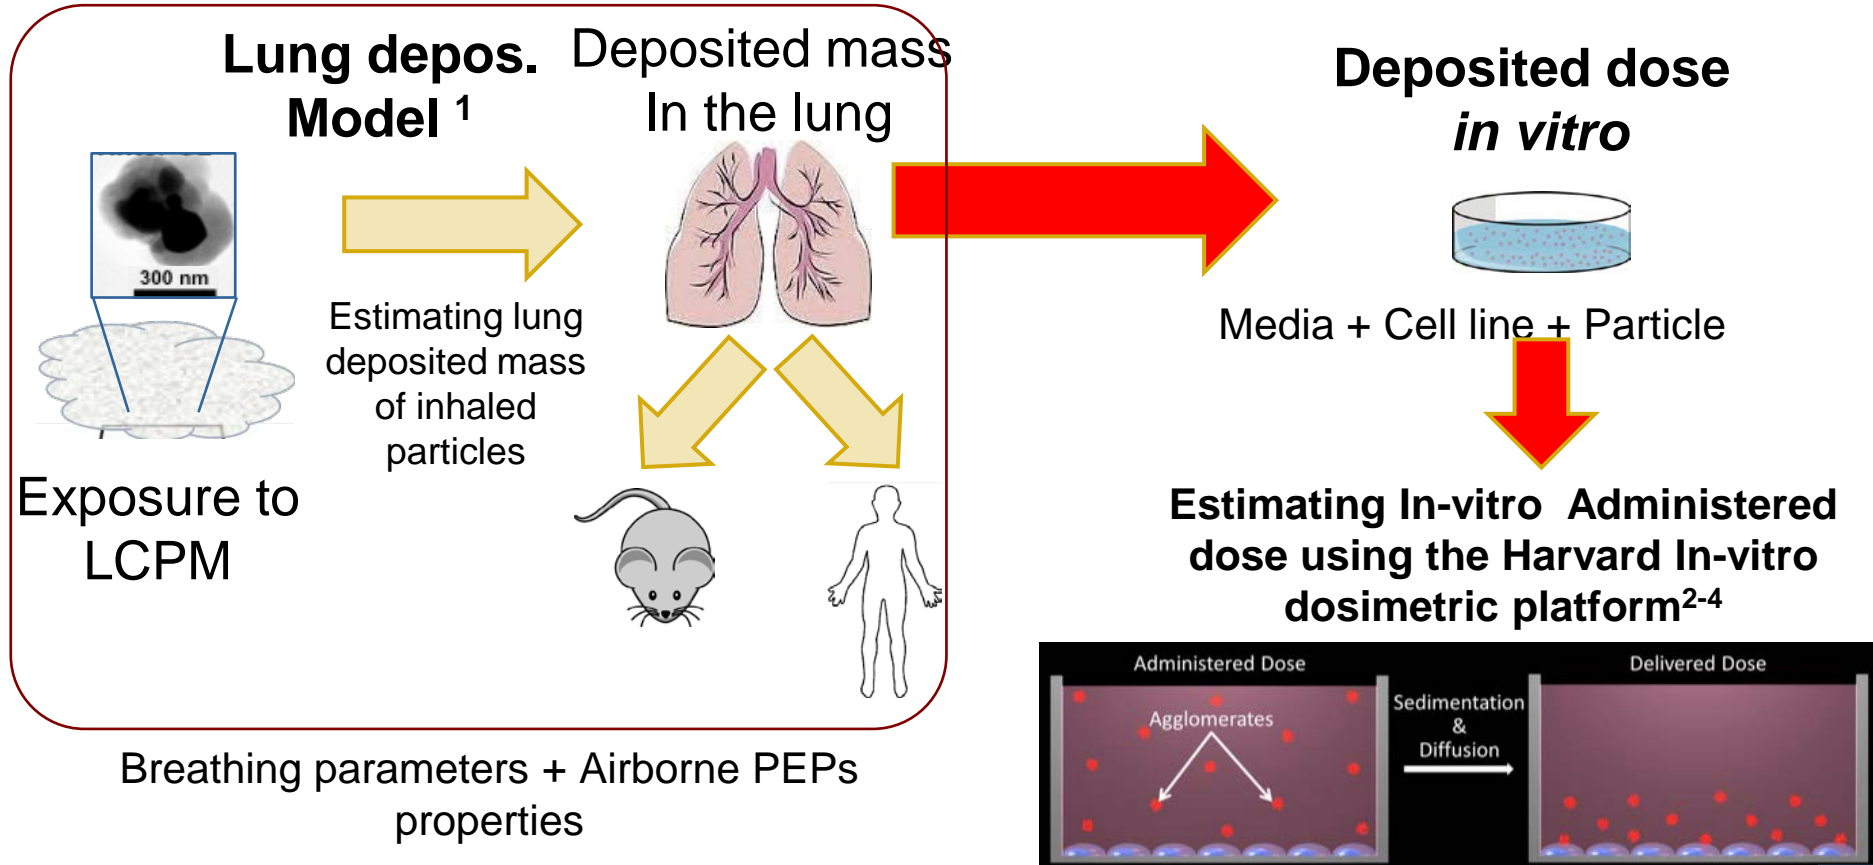 Lung depos.
Model 1
Deposited mass
In the lung
300 nm
Exposure to
LCPM
Estimating lung
deposited mass
of inhaled
particles
Breathing parameters + Airborne PEPs
properties
Deposited dose
in vitro
Media + Cell line + Particle
Estimating In-vitro Administered
dose using the Harvard In-vitro
dosimetric platform2-4
Administered Dose
Agglomerates
Sedimentation
&
Diffusion
Delivered Dose